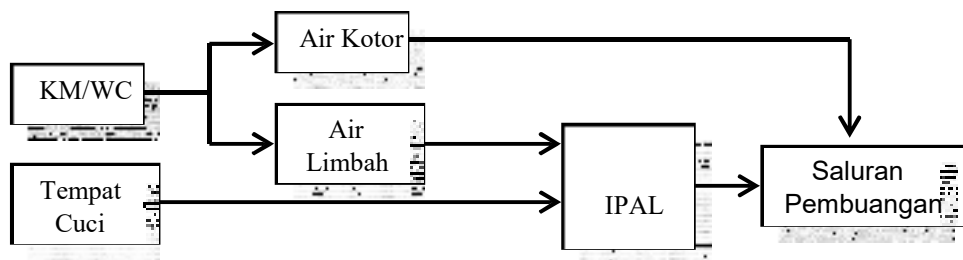 Air Kotor
KM/WC
Air
Limbah
Tempat
Cuci
IPAL
Saluran
Pembuangan